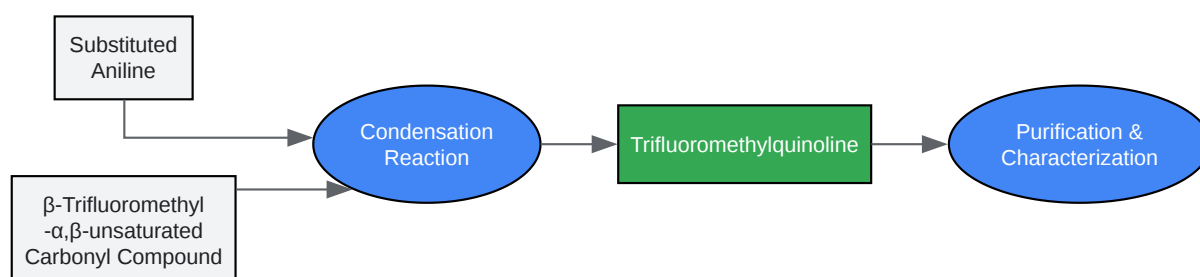 Substituted
Aniline
β-Trifluoromethyl
-α,β-unsaturated
Carbonyl Compound
Condensation
Reaction
Trifluoromethylquinoline
Purification &
Characterization